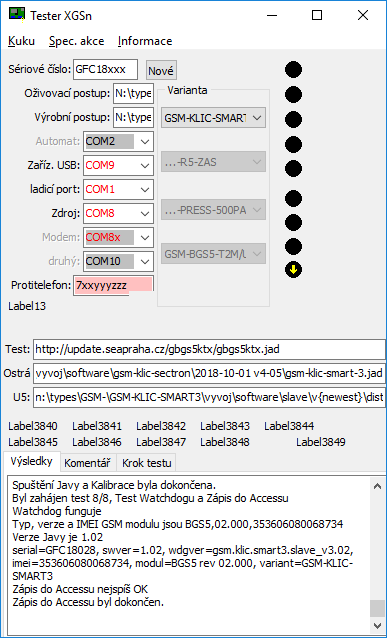 Tester XGSn
Kuku Spec. akce Informace
Sériové číslo: GFC18xxx Nové
Oživovací postup: N:\type
Výrobní postup: N:\type
Automat: COM2
Zaříz. USB: COM9
ladicí port: COM1
Zdroj: COM8
Modem: COM8x
druhý: COM10
Protitelefon: 7xxyyyzzz
Label13
Varianta
GSM-KLIC-SMART
...-R5-ZAS
...-PRESS-500PA
GSM-BGS5-T2M/U
Test: http://update.seapraha.cz/gbgs5ktx/gbgs5ktx.jad
Ostrá vyvoj\software\gsm-klic-sectron\2018-10-01 v4-05\gsm-klic-smart-3.jad
U5: n:\types\GSM-\GSM-KLIC-SMART3\vyvoj\software\slave\v{newest}\dist
Label3840 Label3841 Label3842 Label3843 Label3844
Label3845 Label3846 Label3847 Label3848 Label3849
Výsledky Komentář Krok testu
Spuštění Javy a Kalibrace byla dokončena.
Byl zahájen test 8/8, Test Watchdogu a Zápis do Accessu
Watchdog funguje
Typ, verze a IMEI GSM modulu jsou BGS5,02.000,353606080068734
Verze Javy je 1.02
serial=GFC18028, swver=1.02, wdgver=gsm.klic.smart3.slave_v3.02,
imei=353606080068734, modul=BGS5 rev 02.000, variant=GSM-KLIC-
SMART3
Zápis do Accessu nejspíš OK
Zápis do Accessu byl dokončen.